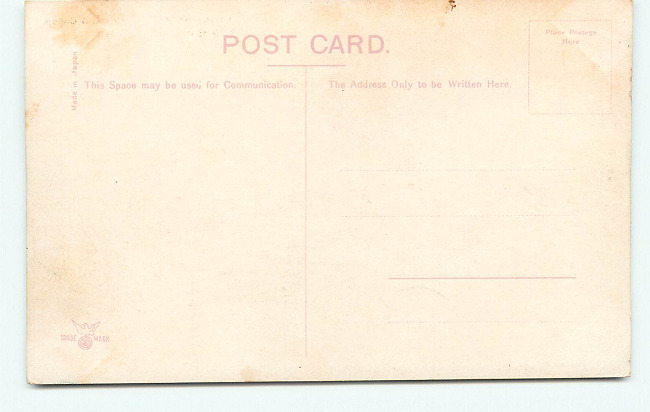 POST CARD.
Place Postage
Here
Made in Japan
This Space may be used for Communication.
The Address Only to be Written Here.
TRADE MARK